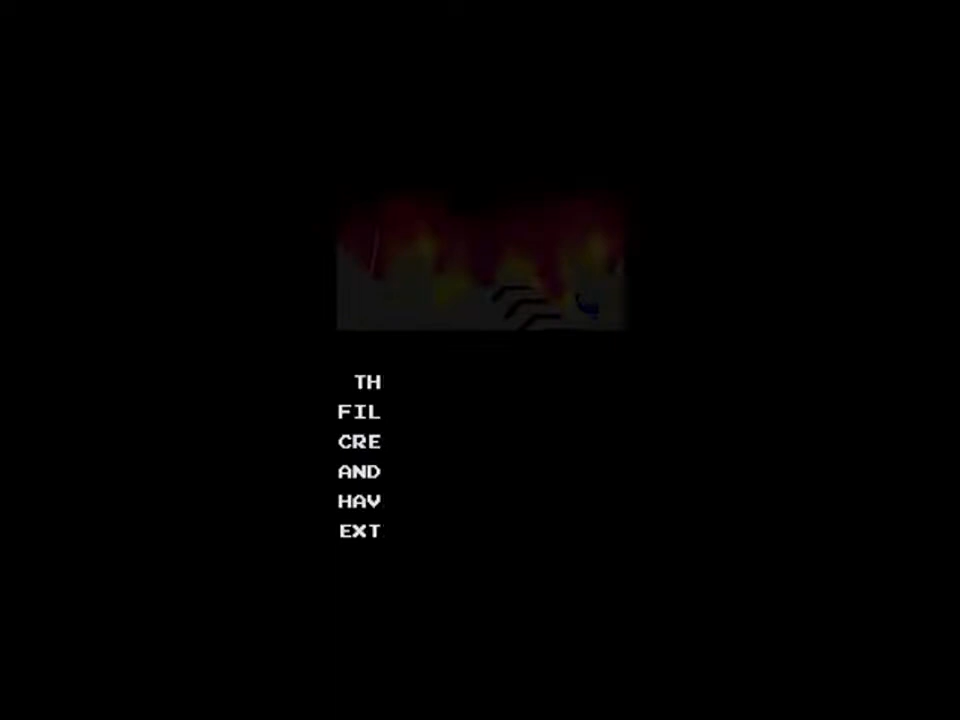 TH
FIL
CRE
AND
HAV
EXT